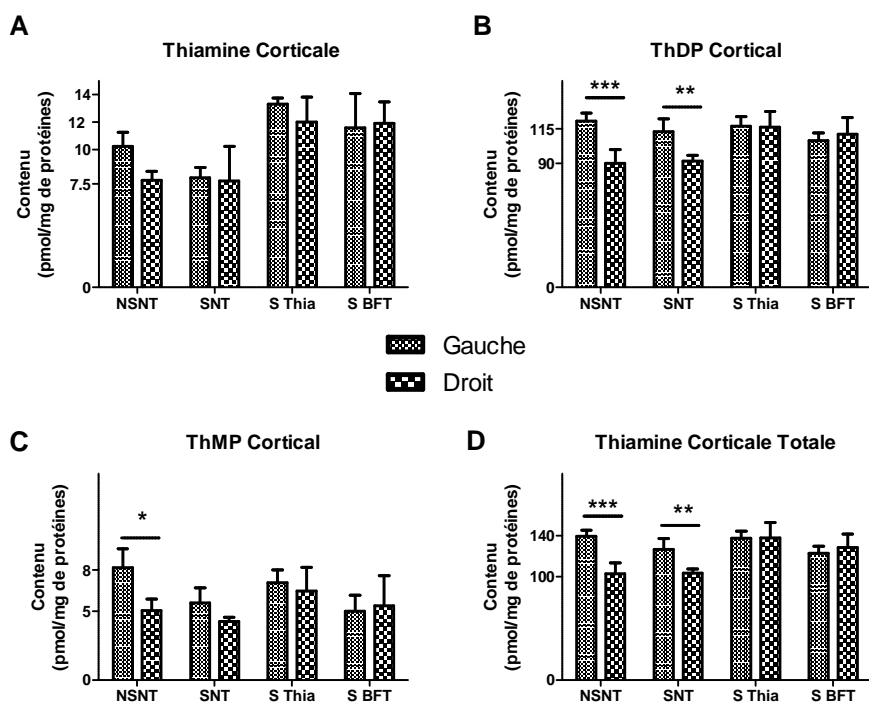 A
Thiamine Corticale
Contenu
(pmol/mg de protéines)
14
12
10
7.5
0
NSNT
SNT
S Thia
S BFT
B
ThDP Cortical
Contenu
(pmol/mg de protéines)
115
90
0
***
**
NSNT
SNT
S Thia
S BFT
Gauche
Droit
C
ThMP Cortical
Contenu
(pmol/mg de protéines)
8
5
0
*
NSNT
SNT
S Thia
S BFT
D
Thiamine Corticale Totale
Contenu
(pmol/mg de protéines)
140
100
0
***
**
NSNT
SNT
S Thia
S BFT